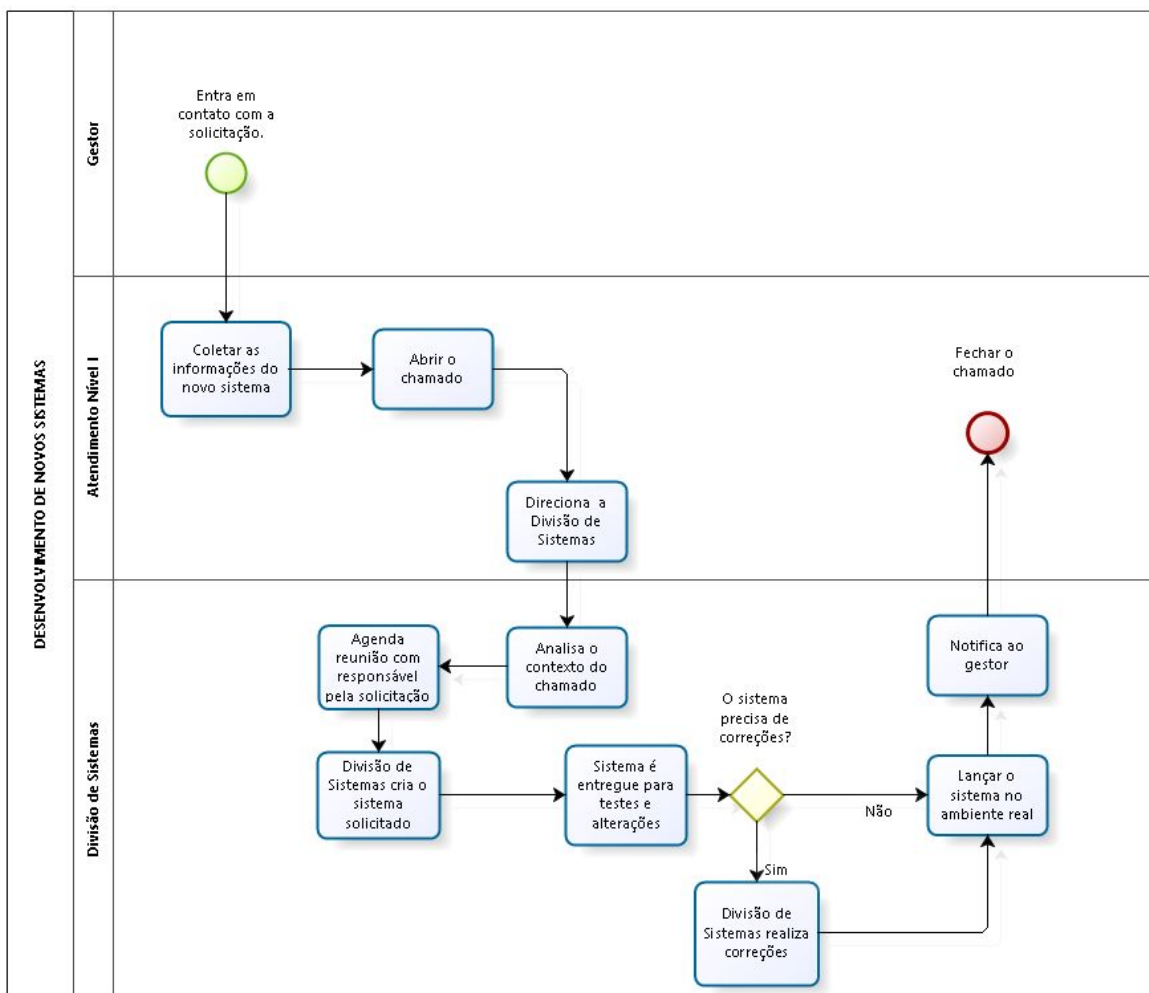 DESENVOLVIMENTO DE NOVOS SISTEMAS
Gestor
Entra em
contato com a
solicitação.
Atendimento Nível I
Coletar as
informações do
novo sistema
Abrir o
chamado
Direciona a
Divisão de
Sistemas
Fechar o
chamado
Divisão de Sistemas
Analisa o
contexto do
chamado
Agenda
reunião com
responsável
pela solicitação
Divisão de
Sistemas cria o
sistema
solicitado
Sistema é
entregue para
testes e
alterações
O sistema
precisa de
correções?
Não
Sim
Divisão de
Sistemas realiza
correções
Lançar o
sistema no
ambiente real
Notifica ao
gestor